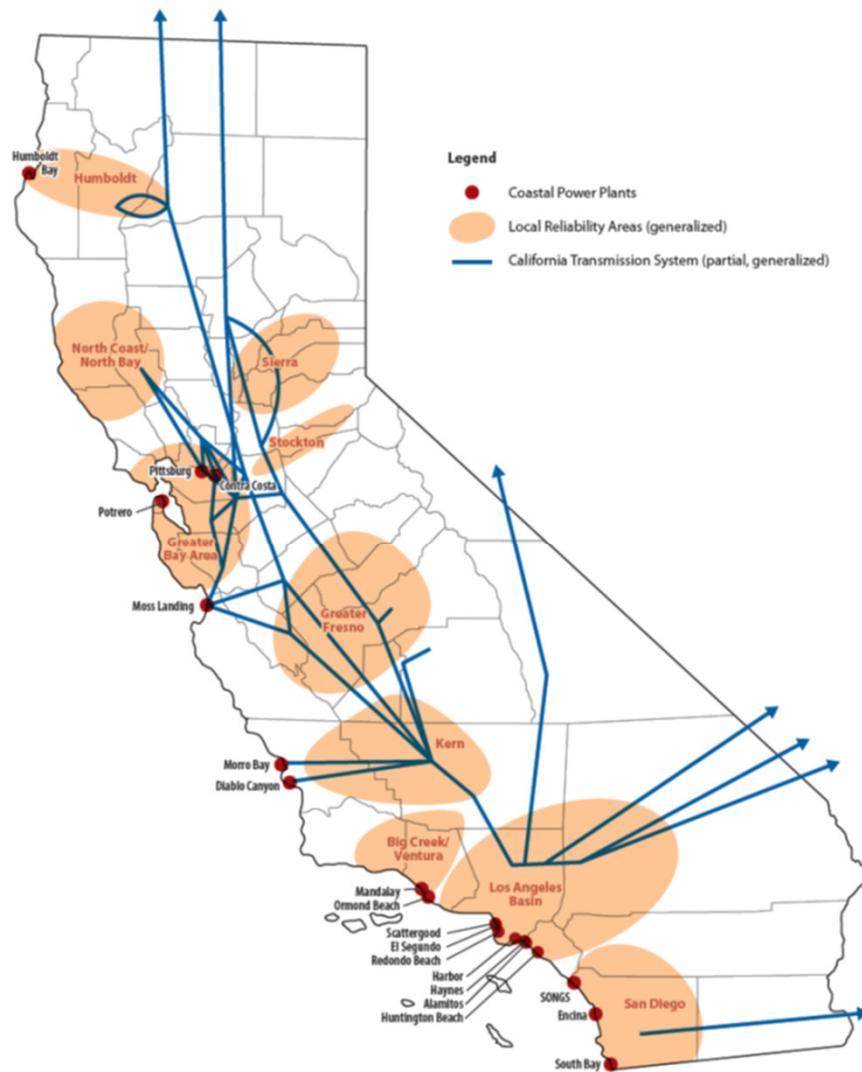 Humboldt
Bay
Humboldt
Legend
Coastal Power Plants
Local Reliability Areas (generalized)
California Transmission System (partial, generalized)
North Coast/
North Bay
Sierra
Stockton
Pittsburg
Contra Costa
Potrero
Greater
Bay Area
Moss Landing
Greater
Fresno
Kern
Morro Bay
Diablo Canyon
Big Creek/
Ventura
Los Angeles
Basin
Mandalay
Ormond Beach
Scattergood
El Segundo
Redondo Beach
Harbor
Haynes
Alamitos
Huntington Beach
SONGS
San Diego
Encina
South Bay